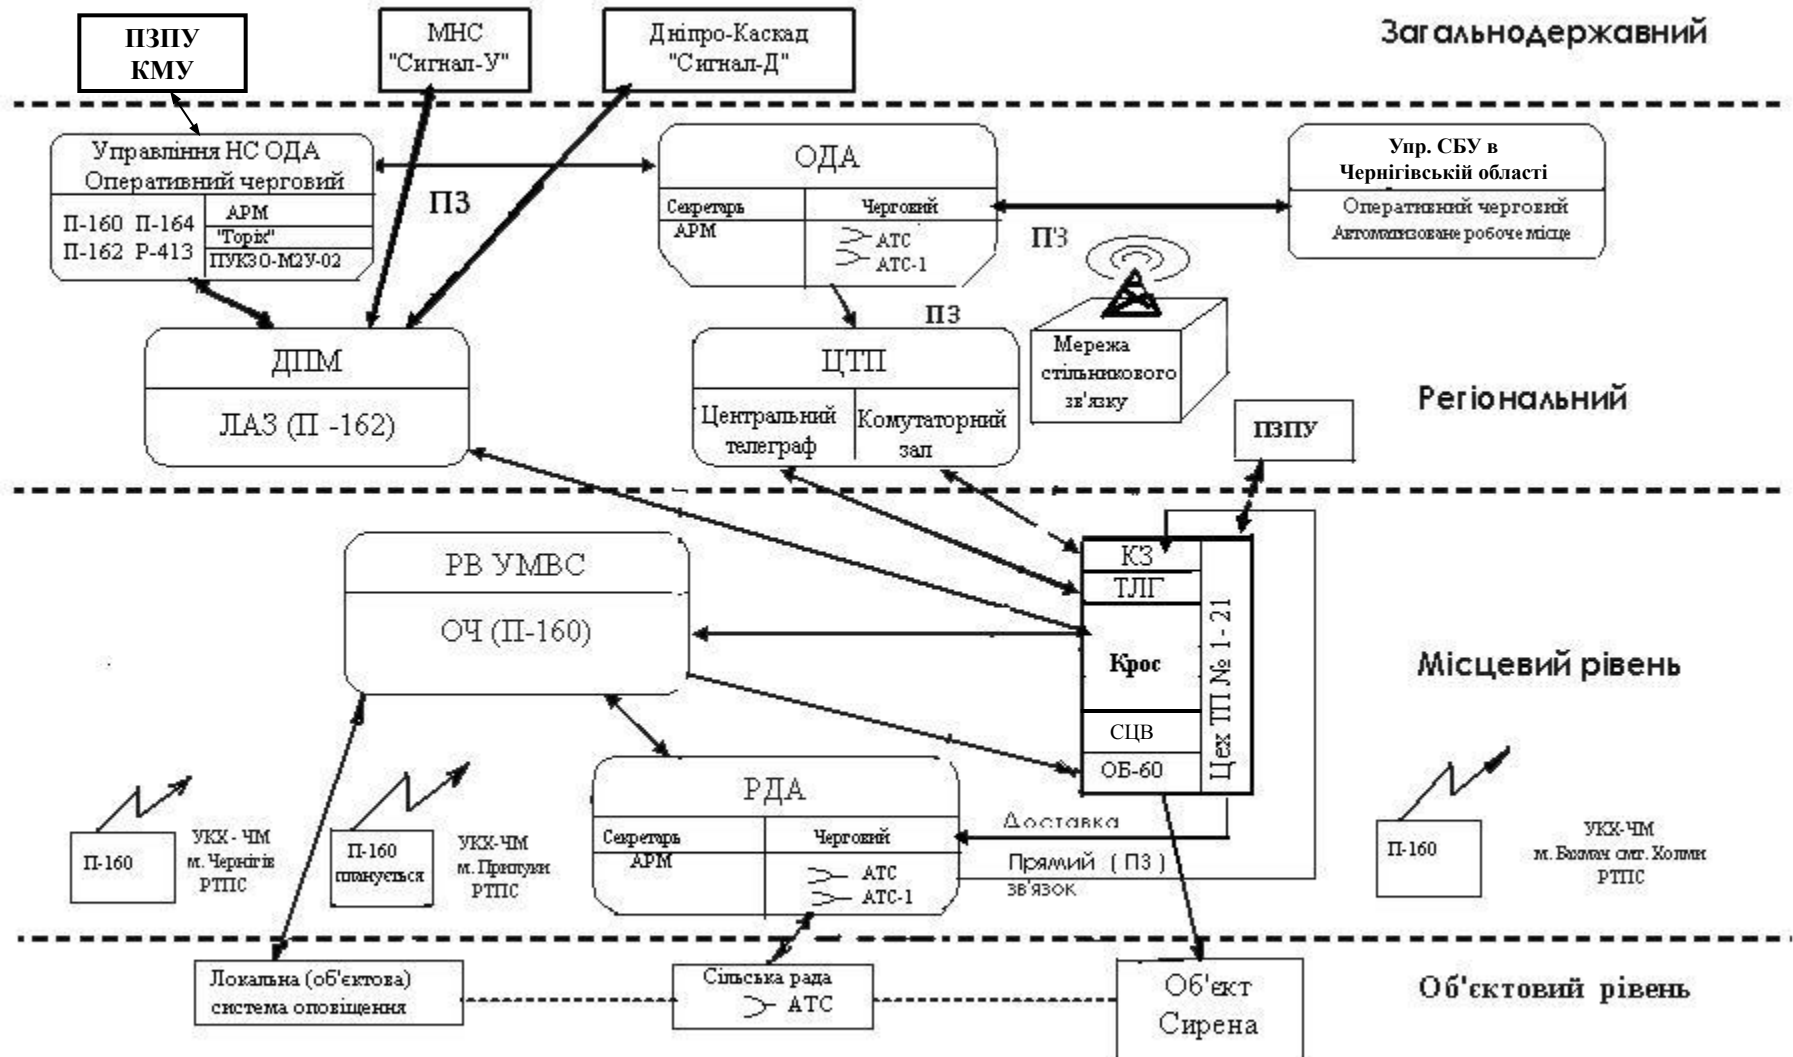 ПЗПУ
КМУ
МНС
"Сигнал-У"
Дніпро-Каскад
"Сигнал-Д"
Загальнодержавний
Управління НС ОДА
Оперативний черговий
П-160 П-164
П-162 Р-413
АРМ
"Торіх"
ПУКЗО-М2У-02
ПЗ
ОДА
Секретарь
АРМ
Черговий
АТС
АТС-1
ПЗ
Упр. СБУ в
Чернігівській області
Оперативний черговий
Автоматизоване робоче місце
ПЗ
ДПМ
ЛАЗ (П -162)
ЦТП
Центральний
телеграф
Комутаторний
зал
Мережа
стільникового
зв'язку
Регіональний
ПЗПУ
РВ УМВС
ОЧ (П-160)
КЗ
ТЛГ
Крос
СЦВ
ОБ-60
Цех ТП № 1- 21
Місцевий рівень
П-160
УКХ - ЧМ
м. Чернігів
РТПС
П-160
планується
УКХ-ЧМ
м. Прилуки
РТПС
РДА
Секретарь
АРМ
Черговий
АТС
АТС-1
Доставка
Прямий ( ПЗ )
зв'язок
П-160
УКХ-ЧМ
м. Бахмач смт. Холми
РТПС
Локальна (об'єктова)
система оповіщення
Сільська рада
АТС
Об'єкт
Сирена
Об'єктовий рівень